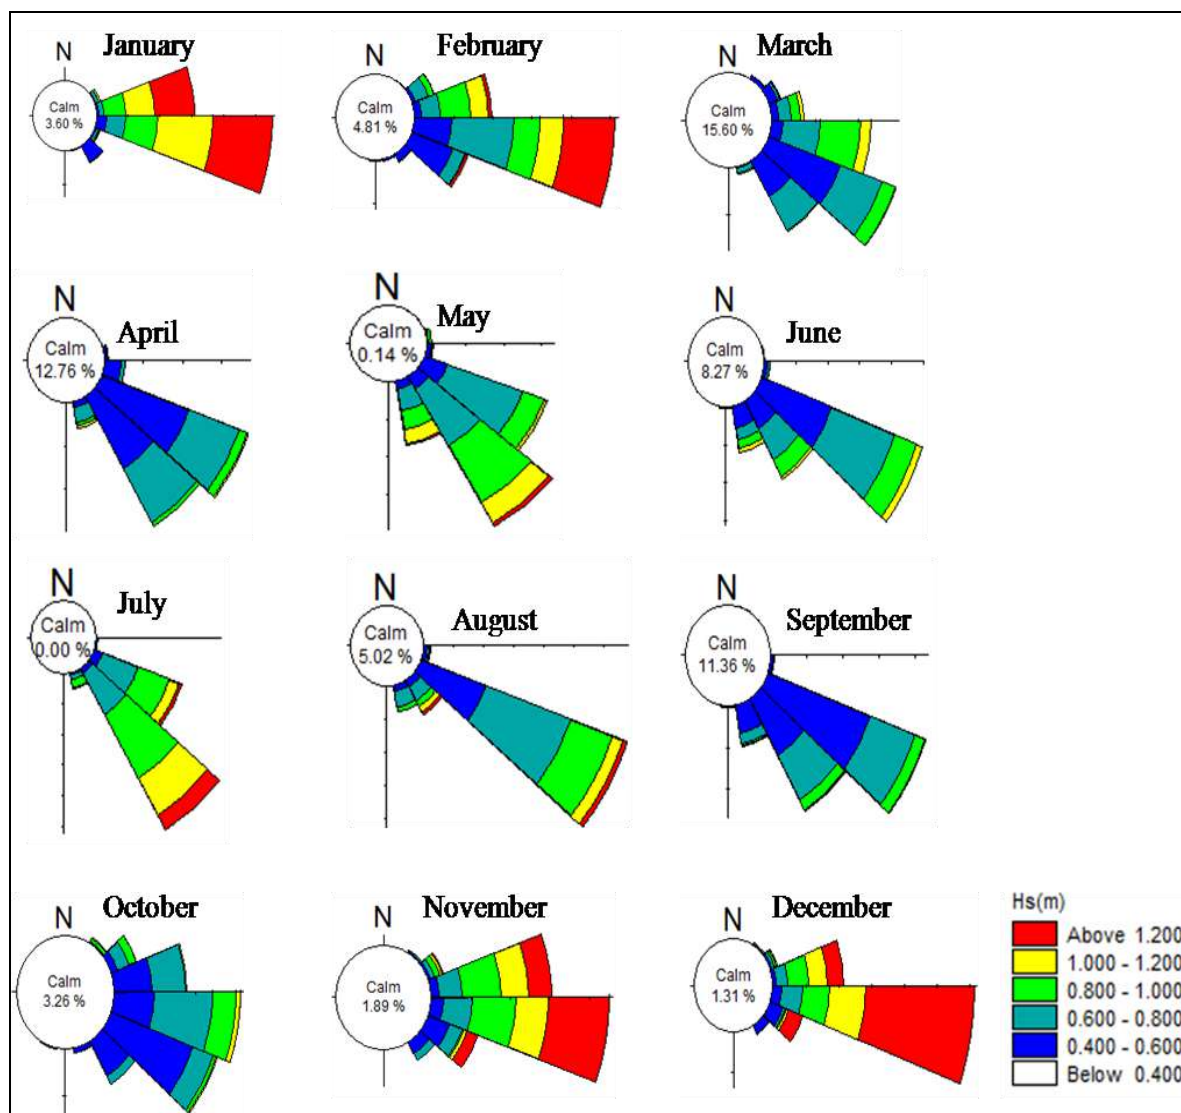 January
February
March
N
N
N
Calm
3.60 %
Calm
4.81 %
Calm
15.60 %
April
May
June
N
N
N
Calm
12.76 %
Calm
0.14 %
Calm
8.27 %
July
August
September
N
N
N
Calm
0.00 %
Calm
5.02 %
Calm
11.36 %
October
November
December
N
N
N
Calm
3.26 %
Calm
1.89 %
Calm
1.31 %
Hs(m)
Above 1.200
1.000 - 1.200
0.800 - 1.000
0.600 - 0.800
0.400 - 0.600
Below 0.400